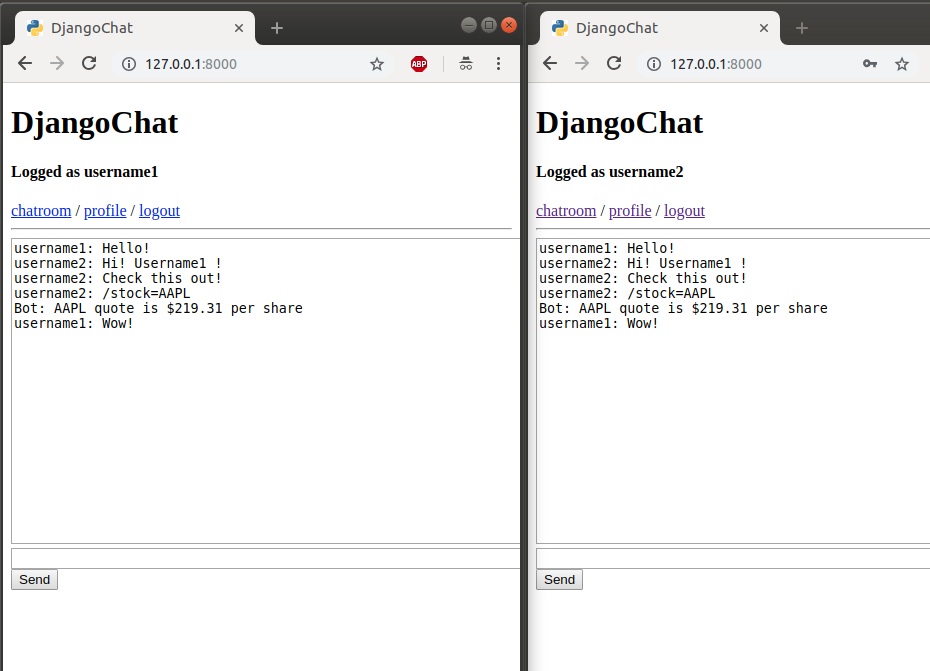 DjangoChat
127.0.0.1:8000
ABP
DjangoChat
Logged as username1
chatroom / profile / logout
username1: Hello!
username2: Hi! Username1 !
username2: Check this out!
username2: /stock=AAPL
Bot: AAPL quote is $219.31 per share
username1: Wow!
Send
DjangoChat
127.0.0.1:8000
DjangoChat
Logged as username2
chatroom / profile / logout
username1: Hello!
username2: Hi! Username1 !
username2: Check this out!
username2: /stock=AAPL
Bot: AAPL quote is $219.31 per share
username1: Wow!
Send